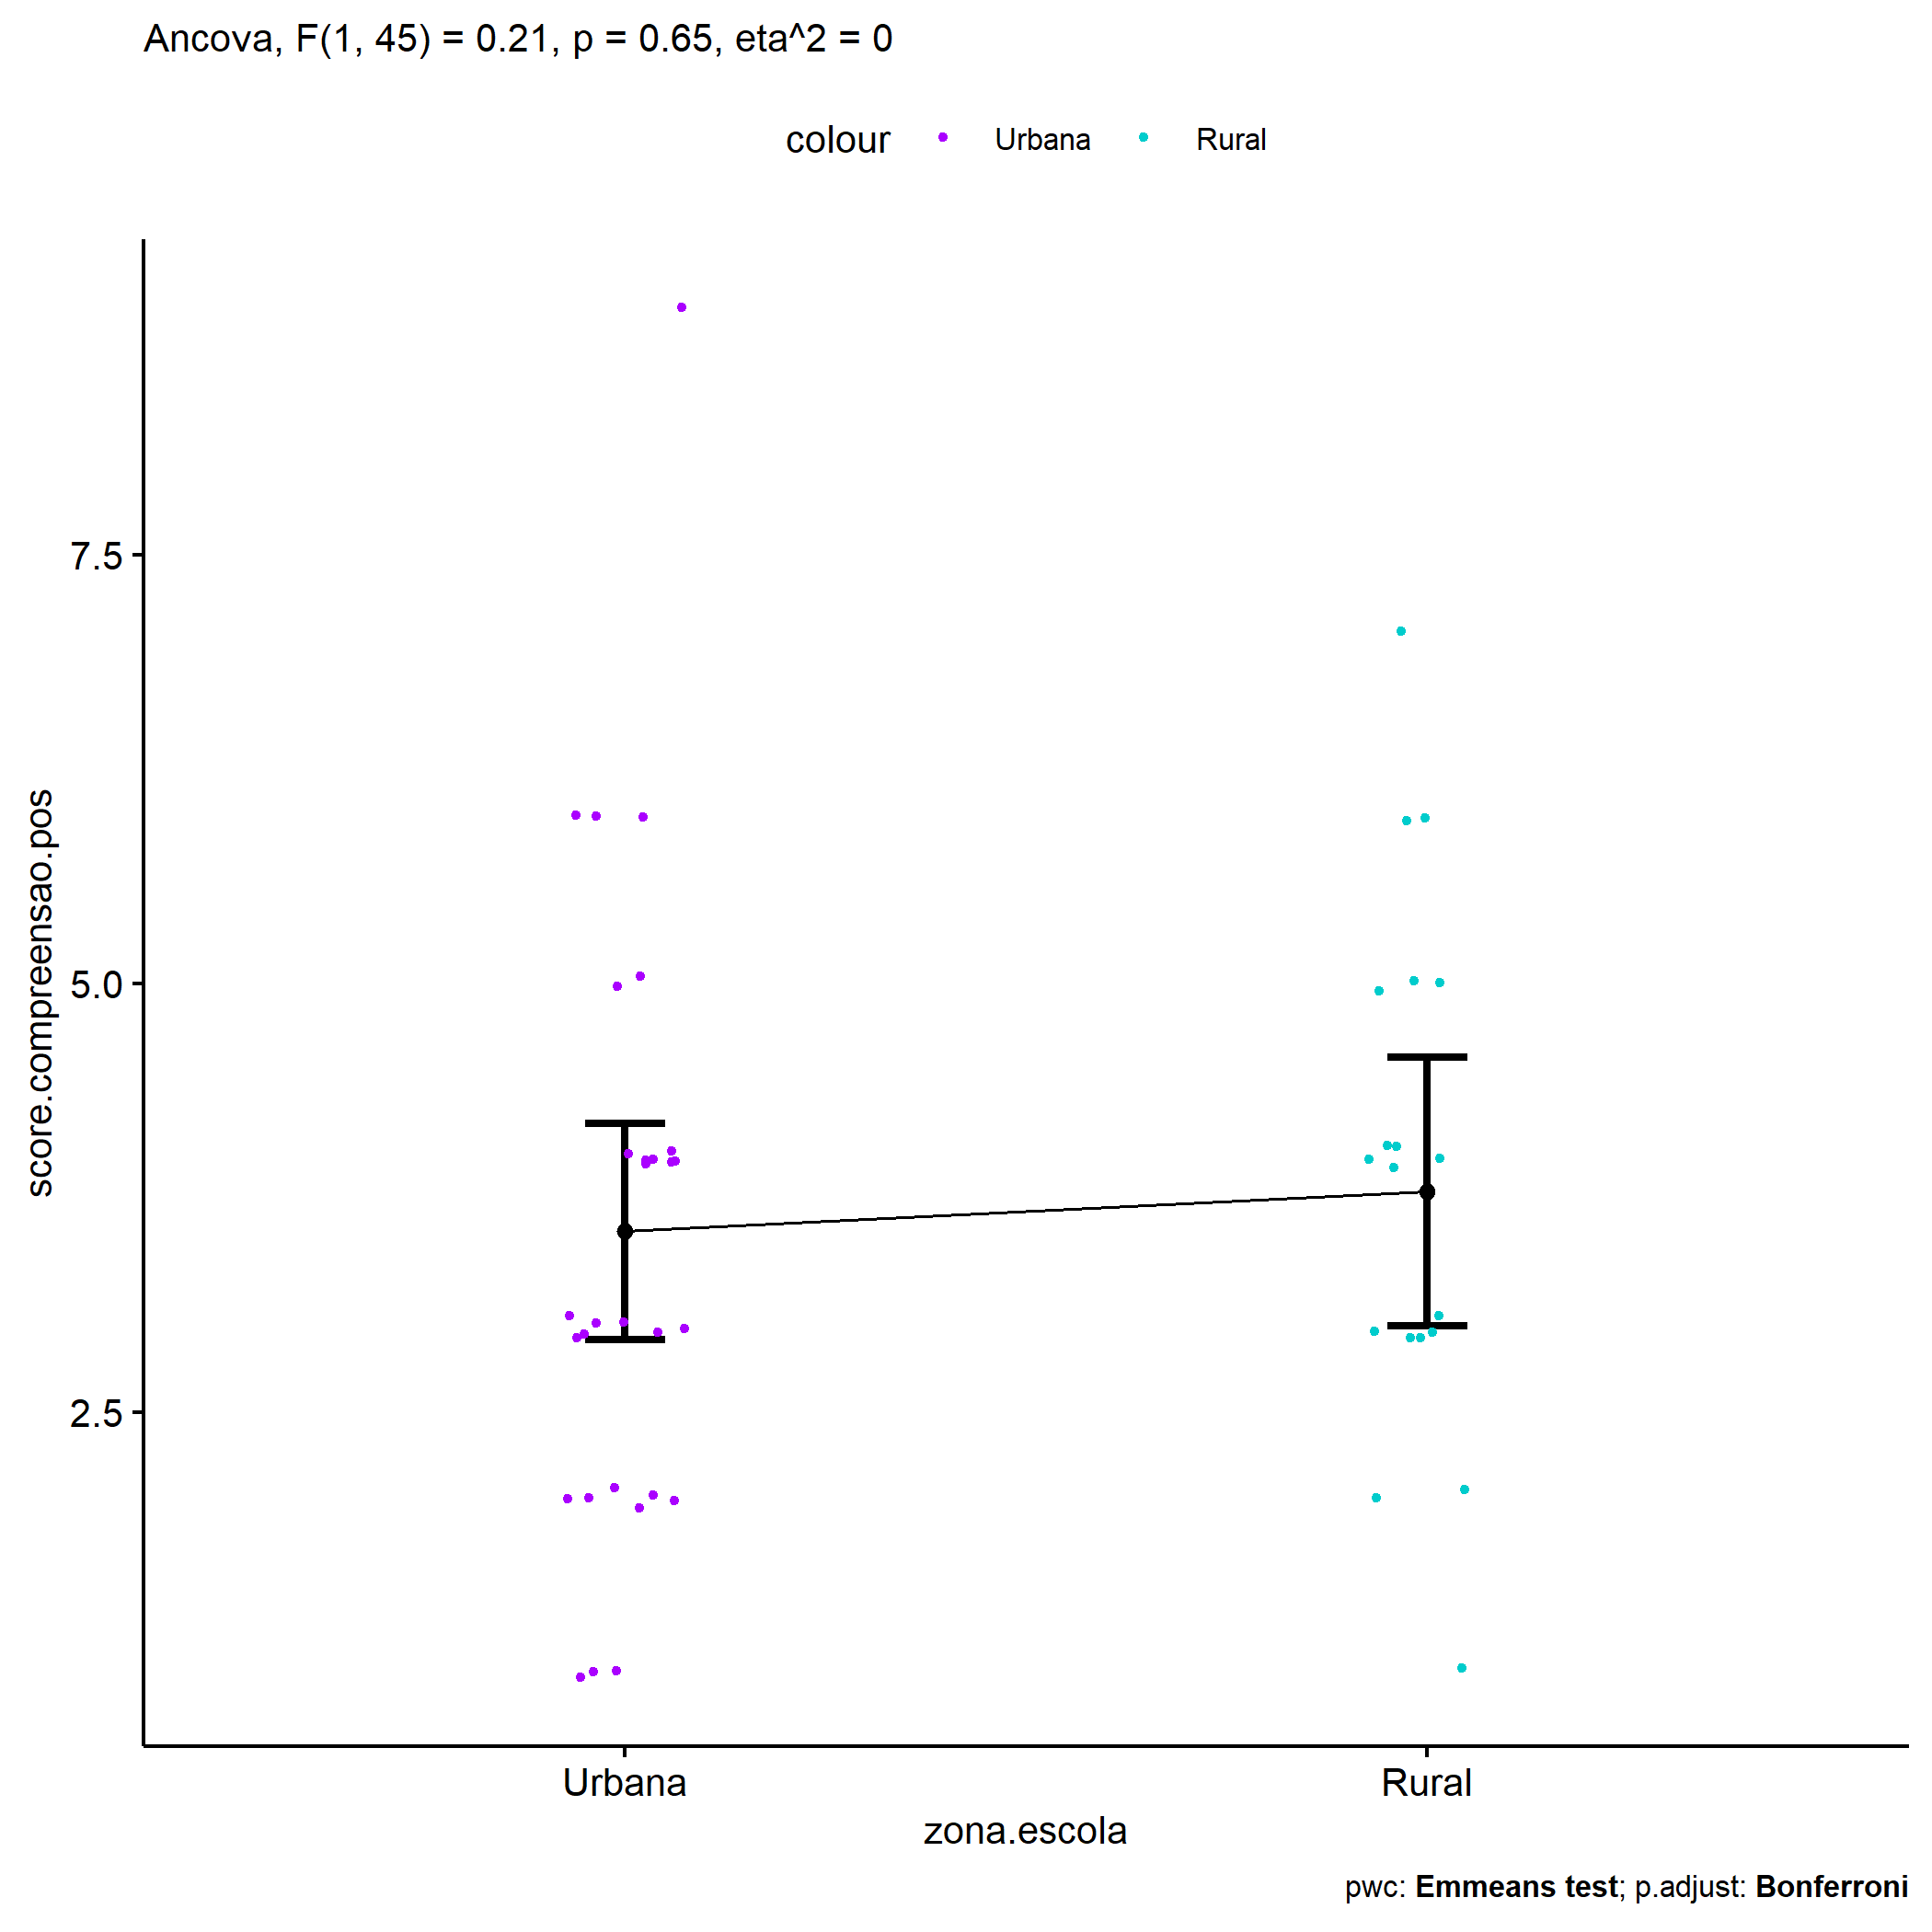 Ancova, F(1, 45) = 0.21, p = 0.65, eta^2 = 0
colour Urbana Rural
score.compreensao.pos
7.5
5.0
2.5
Urbana Rural
zona.escola
pwc: Emmeans test; p.adjust: Bonferroni